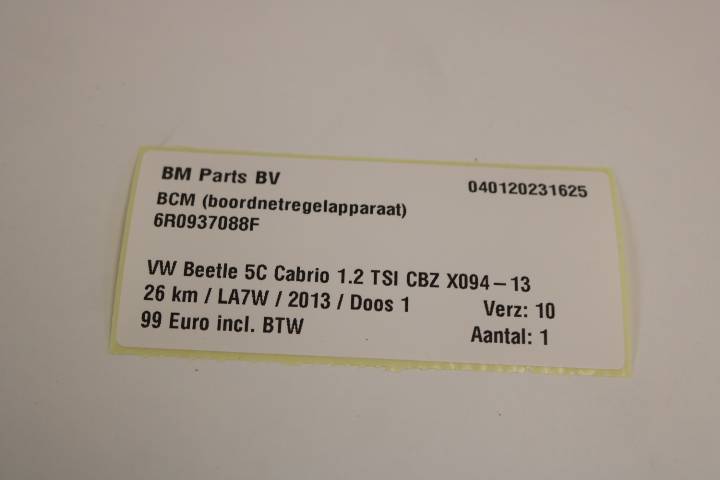 BM Parts BV 040120231625
BCM (boordnetregelapparaat)
6R0937088F
VW Beetle 5C Cabrio 1.2 TSI CBZ X094-13
26 km / LA7W / 2013 / Doos 1 Verz: 10
99 Euro incl. BTW Aantal: 1